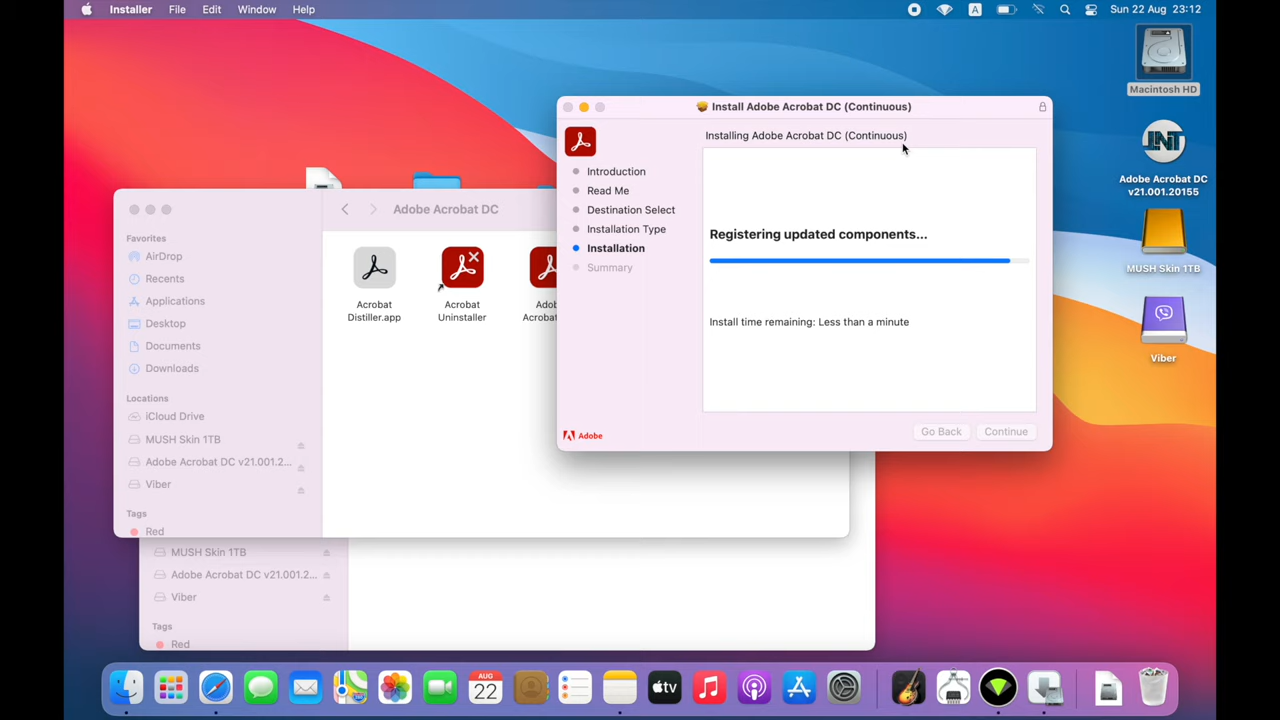 Installer File Edit Window Help
A
Sun 22 Aug 23:12
Macintosh HD
JNT
Adobe Acrobat DC
v21.001.20155
MUSH Skin 1TB
Viber
Install Adobe Acrobat DC (Continuous)
Installing Adobe Acrobat DC (Continuous)
Introduction
Read Me
Destination Select
Installation Type
Installation
Summary
Registering updated components...
Install time remaining: Less than a minute
Adobe
Go Back
Continue
Adobe Acrobat DC
Favorites
AirDrop
Recents
Applications
Desktop
Documents
Downloads
Locations
iCloud Drive
MUSH Skin 1TB
Adobe Acrobat DC v21.001.2...
Viber
Tags
Red
Acrobat
Distiller.app
Acrobat
Uninstaller
MUSH Skin 1TB
Adobe Acrobat DC v21.001.2...
Viber
Tags
Red
AUG
22
tv